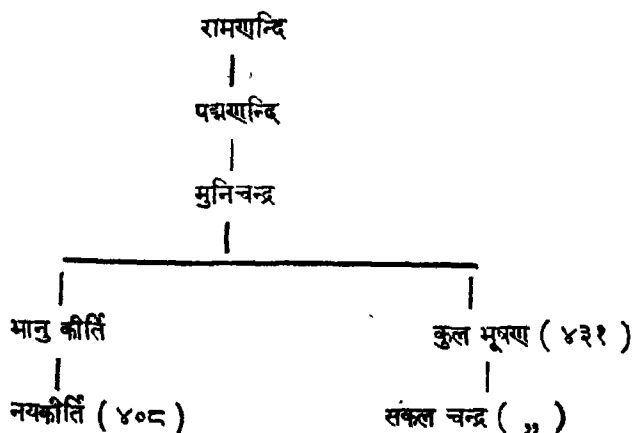 रामणन्दि
पद्मणन्दि
मुनिचन्द्र
भानु कीर्ति कुल भूषण ( ४३१ )
नयकीर्ति ( ४०८ ) सकल चन्द्र ( ,, )